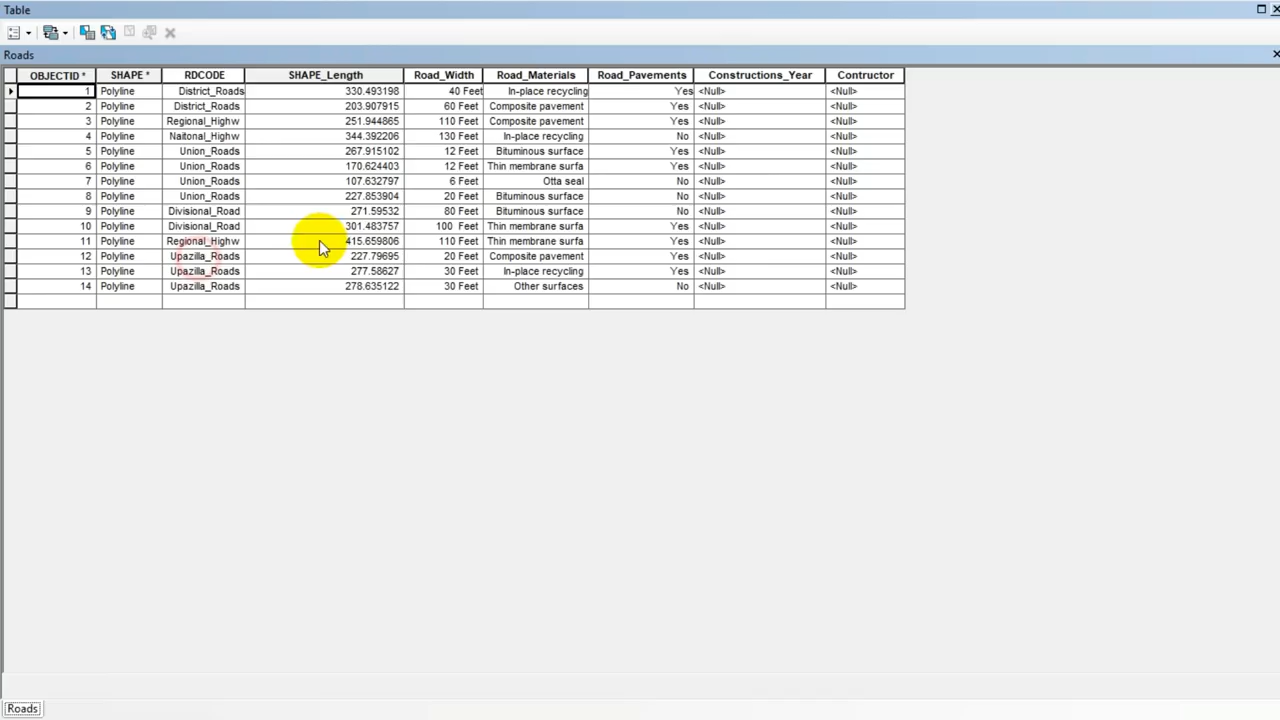 Table
Roads
OBJECTID * SHAPE * RDCODE SHAPE_Length Road_Width Road_Materials Road_Pavements Constructions_Year Contructor
1 Polyline District_Roads 330.493198 40 Feet In-place recycling Yes <Null> <Null>
2 Polyline District_Roads 203.907915 60 Feet Composite pavement Yes <Null> <Null>
3 Polyline Regional_Highw 251.944865 110 Feet Composite pavement Yes <Null> <Null>
4 Polyline Naitonal_Highw 344.392206 130 Feet In-place recycling No <Null> <Null>
5 Polyline Union_Roads 267.915102 12 Feet Bituminous surface Yes <Null> <Null>
6 Polyline Union_Roads 170.624403 12 Feet Thin membrane surfa Yes <Null> <Null>
7 Polyline Union_Roads 107.632797 6 Feet Otta seal No <Null> <Null>
8 Polyline Union_Roads 227.853904 20 Feet Bituminous surface No <Null> <Null>
9 Polyline Divisional_Road 271.59532 80 Feet Bituminous surface No <Null> <Null>
10 Polyline Divisional_Road 301.483757 100 Feet Thin membrane surfa Yes <Null> <Null>
11 Polyline Regional_Highw 415.659806 110 Feet Thin membrane surfa Yes <Null> <Null>
12 Polyline Upazilla_Roads 227.79695 20 Feet Composite pavement Yes <Null> <Null>
13 Polyline Upazilla_Roads 277.58627 30 Feet In-place recycling Yes <Null> <Null>
14 Polyline Upazilla_Roads 278.635122 30 Feet Other surfaces No <Null> <Null>
Roads